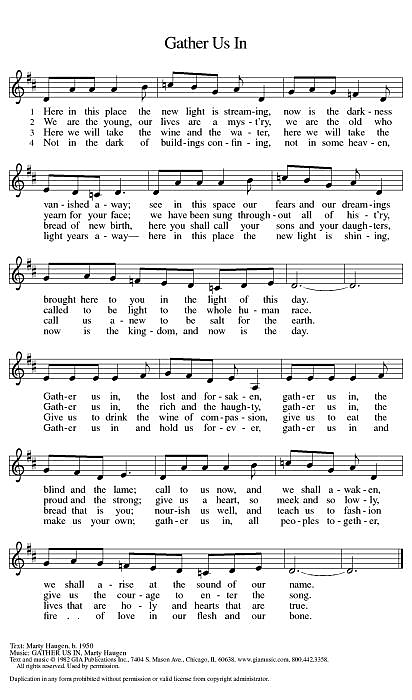 Gather Us In
1 Here in this place the new light is stream-ing, now is the dark-ness
2 We are the young, our lives are a mys-t'ry, we are the old who
3 Here we will take the wine and the wa-ter, here we will take the
4 Not in the dark of build-ings con-fin-ing, not in some heav-en,
van-ished a-way; see in this space our fears and our dream-ings
yearn for your face; we have been sung through-out all of his-t'ry,
bread of new birth, here you shall call your sons and your daugh-ters,
light years a-way— here in this place the new light is shin-ing,
brought here to you in the light of this day.
called to be light to the whole hu-man race.
call us a-new to be salt for the earth.
now is the king-dom, and now is the day.
Gath-er us in, the lost and for-sak-en, gath-er us in, the
Gath-er us in, the rich and the haugh-ty, gath-er us in, the
Give us to drink the wine of com-pas-sion, give us to eat the
Gath-er us in and hold us for-ev-er, gath-er us in and
blind and the lame; call to us now, and we shall a-wak-en,
proud and the strong; give us a heart, so meek and so low-ly,
bread that is you; nour-ish us well, and teach us to fash-ion
make us your own; gath-er us in, all peo-ples to-geth-er,
we shall a-rise at the sound of our name.
give us the cour-age to en-ter the song.
lives that are ho-ly and hearts that are true.
fire . . of love in our flesh and our bone.
Text: Marty Haugen, b. 1950
Music: GATHER US IN, Marty Haugen
Text and music © 1982 GIA Publications Inc., 7404 S. Mason Ave., Chicago, IL 60638. www.giamusic.com, 800.442.3358.
All rights reserved. Used by permission.
Duplication in any form prohibited without permission or valid license from copyright administrator.